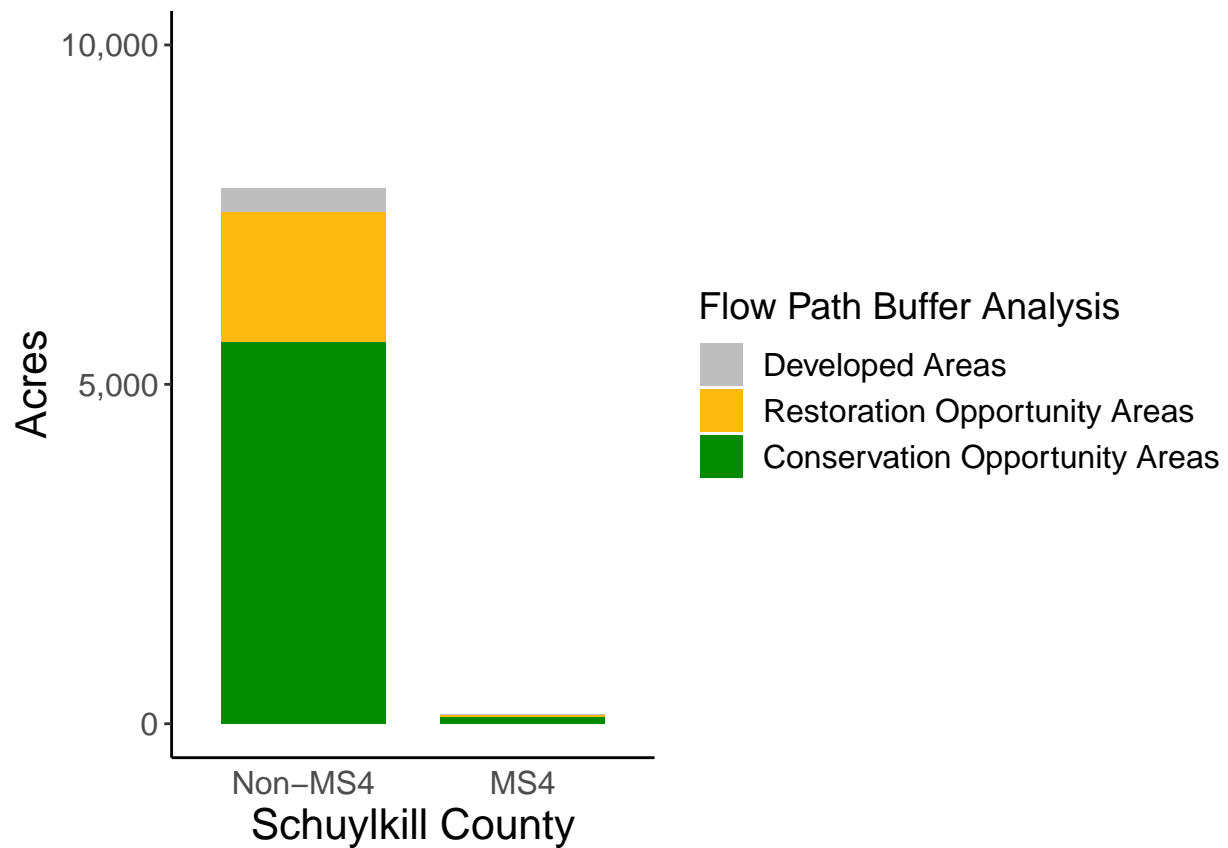 10,000
5,000
0
Acres
Non−MS4
MS4
Schuylkill County
Flow Path Buffer Analysis
Developed Areas
Restoration Opportunity Areas
Conservation Opportunity Areas